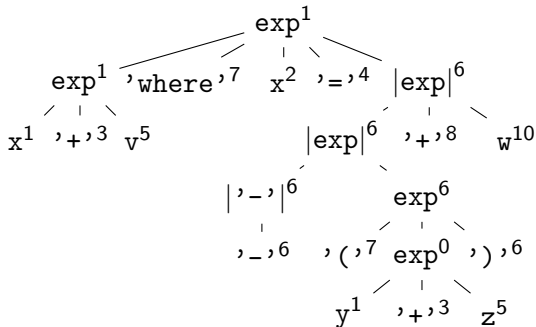 exp¹
exp¹ ’where’⁷ x² ’=’⁴ |exp|⁶
x¹ ’+’³ v⁵ |exp|⁶ ’+’⁸ w¹⁰
|’-’|⁶ exp⁶
’-’⁶ ’(’⁷ exp⁰ ’)’⁶
y¹ ’+’³ z⁵